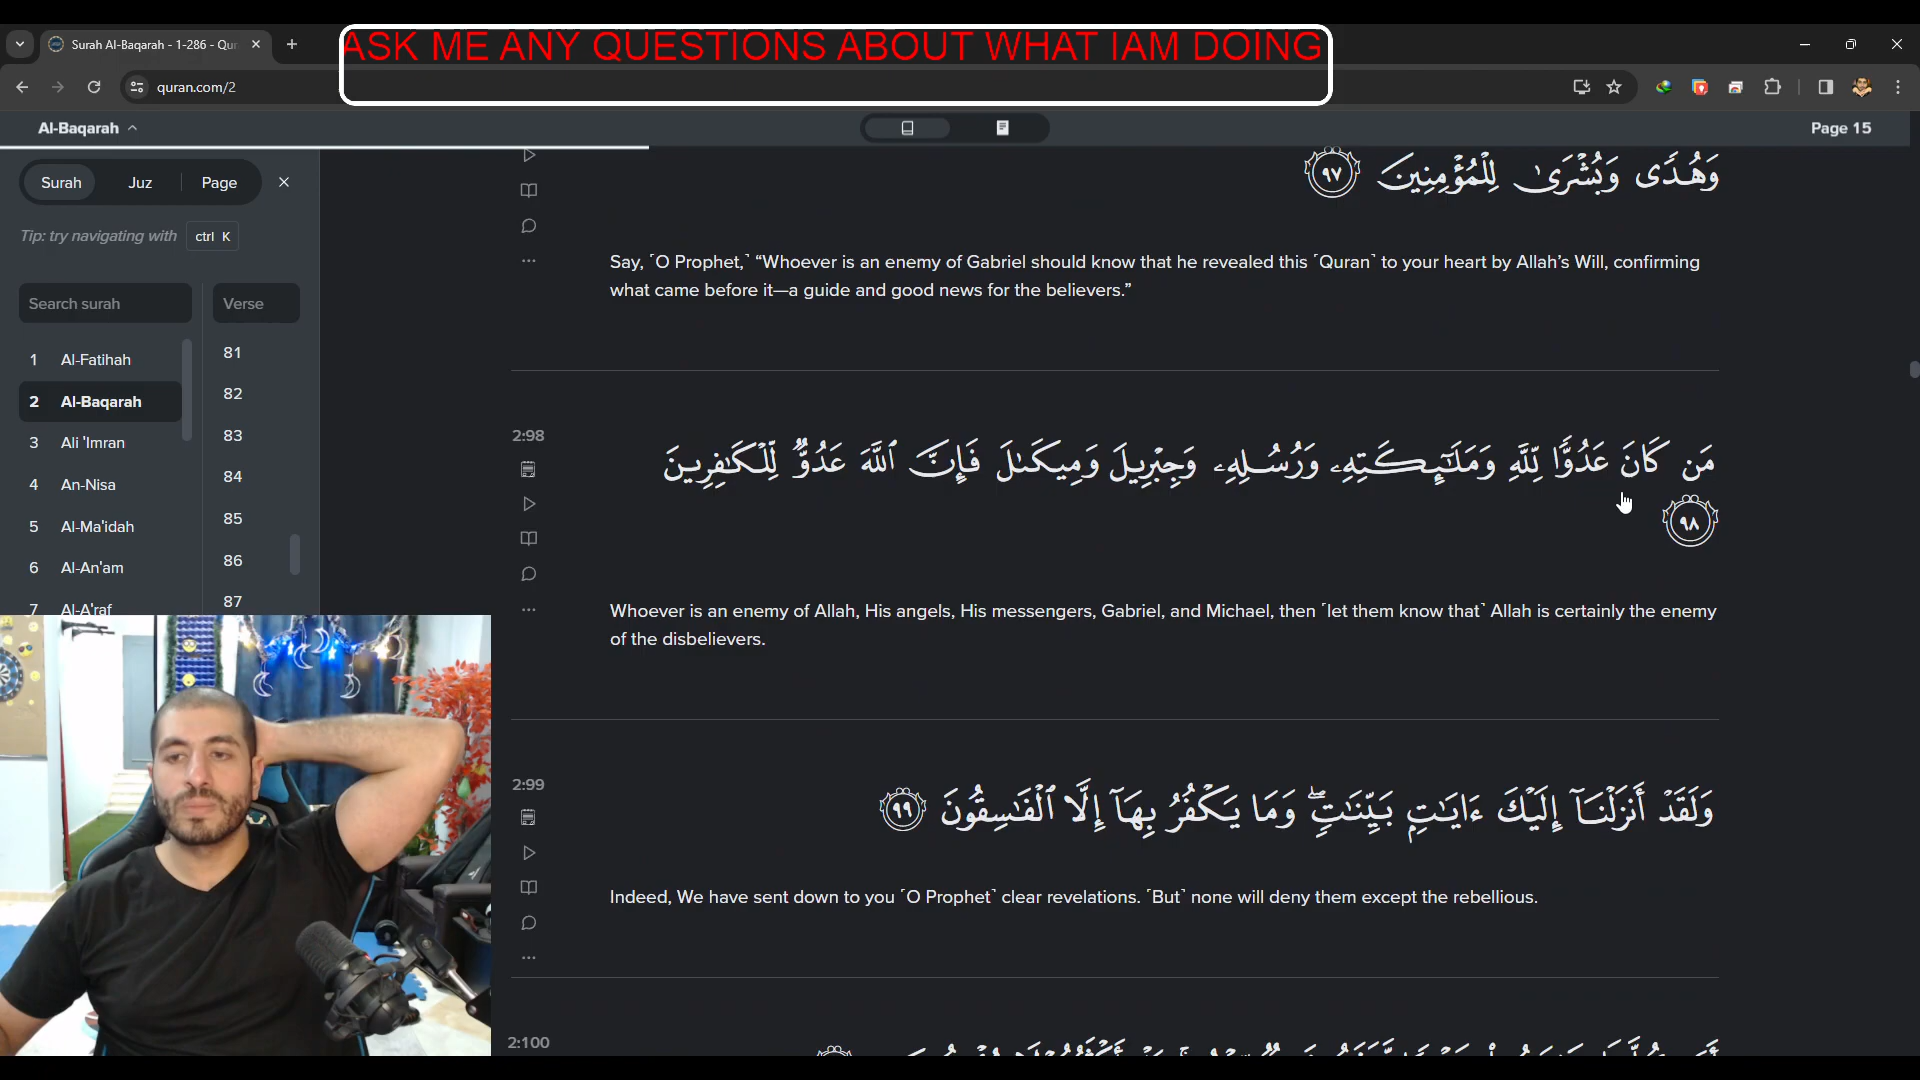 Surah Al-Baqarah - 1-286 - Qu
ASK ME ANY QUESTIONS ABOUT WHAT IAM DOING
quran.com/2
Al-Baqarah
Page 15
Surah
Juz
Page
Tip: try navigating with ctrl K
Search surah
Verse
1 Al-Fatihah
2 Al-Baqarah
3 Ali 'Imran
4 An-Nisa
5 Al-Ma'idah
6 Al-An'am
7 Al-A'raf
81
82
83
84
85
86
87
وَهُدًى وَبُشْرَىٰ لِلْمُؤْمِنِينَ ٩٧
Say, ˹O Prophet,˺ “Whoever is an enemy of Gabriel should know that he revealed this ˹Quran˺ to your heart by Allah’s Will, confirming
what came before it—a guide and good news for the believers.”
2:98
مَن كَانَ عَدُوًّا لِّلَّهِ وَمَلَـٰٓئِكَتِهِۦ وَرُسُلِهِۦ وَجِبْرِيلَ وَمِيكَىٰلَ فَإِنَّ ٱللَّهَ عَدُوٌّ لِّلْكَـٰفِرِينَ
٩٨
Whoever is an enemy of Allah, His angels, His messengers, Gabriel, and Michael, then ˹let them know that˺ Allah is certainly the enemy
of the disbelievers.
2:99
وَلَقَدْ أَنزَلْنَآ إِلَيْكَ ءَايَـٰتٍۭ بَيِّنَـٰتٍ ۖ وَمَا يَكْفُرُ بِهَآ إِلَّا ٱلْفَـٰسِقُونَ ٩٩
Indeed, We have sent down to you ˹O Prophet˺ clear revelations. ˹But˺ none will deny them except the rebellious.
2:100